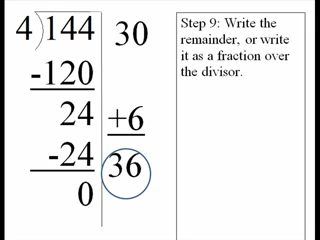 4)144 30
-120
24 +6
-24 36
0
Step 9: Write the
remainder, or write
it as a fraction over
the divisor.